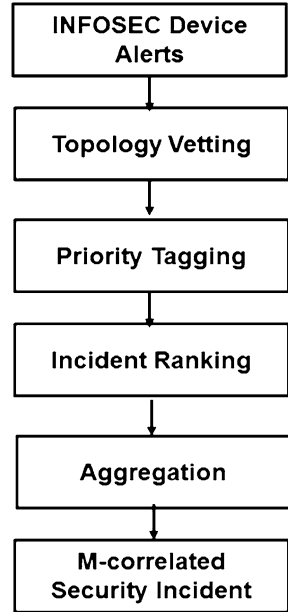 INFOSEC Device
Alerts
Topology Vetting
Priority Tagging
Incident Ranking
Aggregation
M-correlated
Security Incident